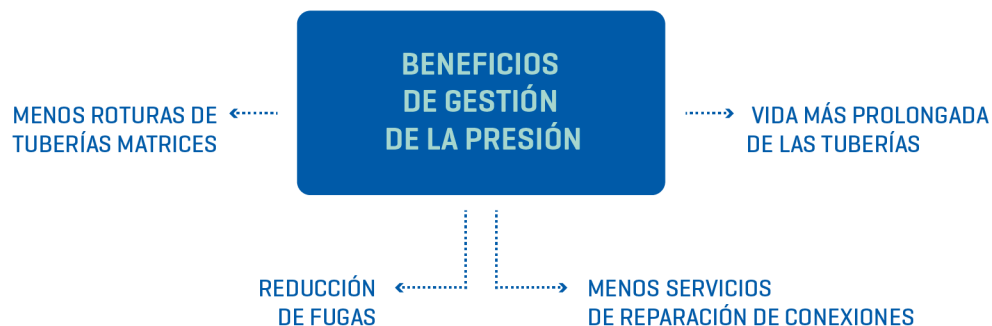 BENEFICIOS
DE GESTIÓN
DE LA PRESIÓN
MENOS ROTURAS DE
TUBERÍAS MATRICES
VIDA MÁS PROLONGADA
DE LAS TUBERÍAS
REDUCCIÓN
DE FUGAS
MENOS SERVICIOS
DE REPARACIÓN DE CONEXIONES